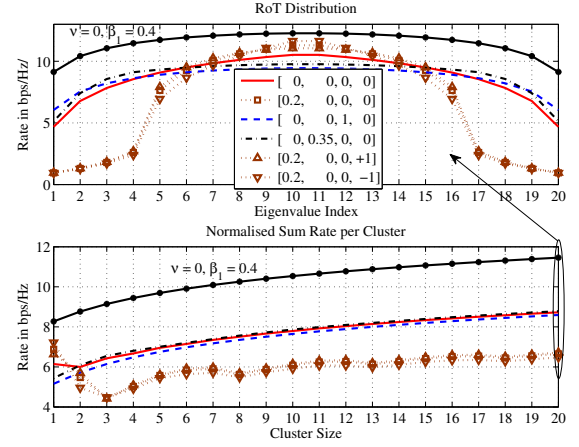 RoT Distribution
ν = 0, β1 = 0.4
Rate in bps/Hz/
10
5
0
[ 0, 0, 0, 0]
[0.2, 0, 0, 0]
[ 0, 0, 1, 0]
[ 0, 0.35, 0, 0]
[0.2, 0, 0, +1]
[0.2, 0, 0, −1]
1 2 3 4 5 6 7 8 9 10 11 12 13 14 15 16 17 18 19 20
Eigenvalue Index
Normalised Sum Rate per Cluster
ν = 0, β1 = 0.4
Rate in bps/Hz
12
10
8
6
4
1 2 3 4 5 6 7 8 9 10 11 12 13 14 15 16 17 18 19 20
Cluster Size